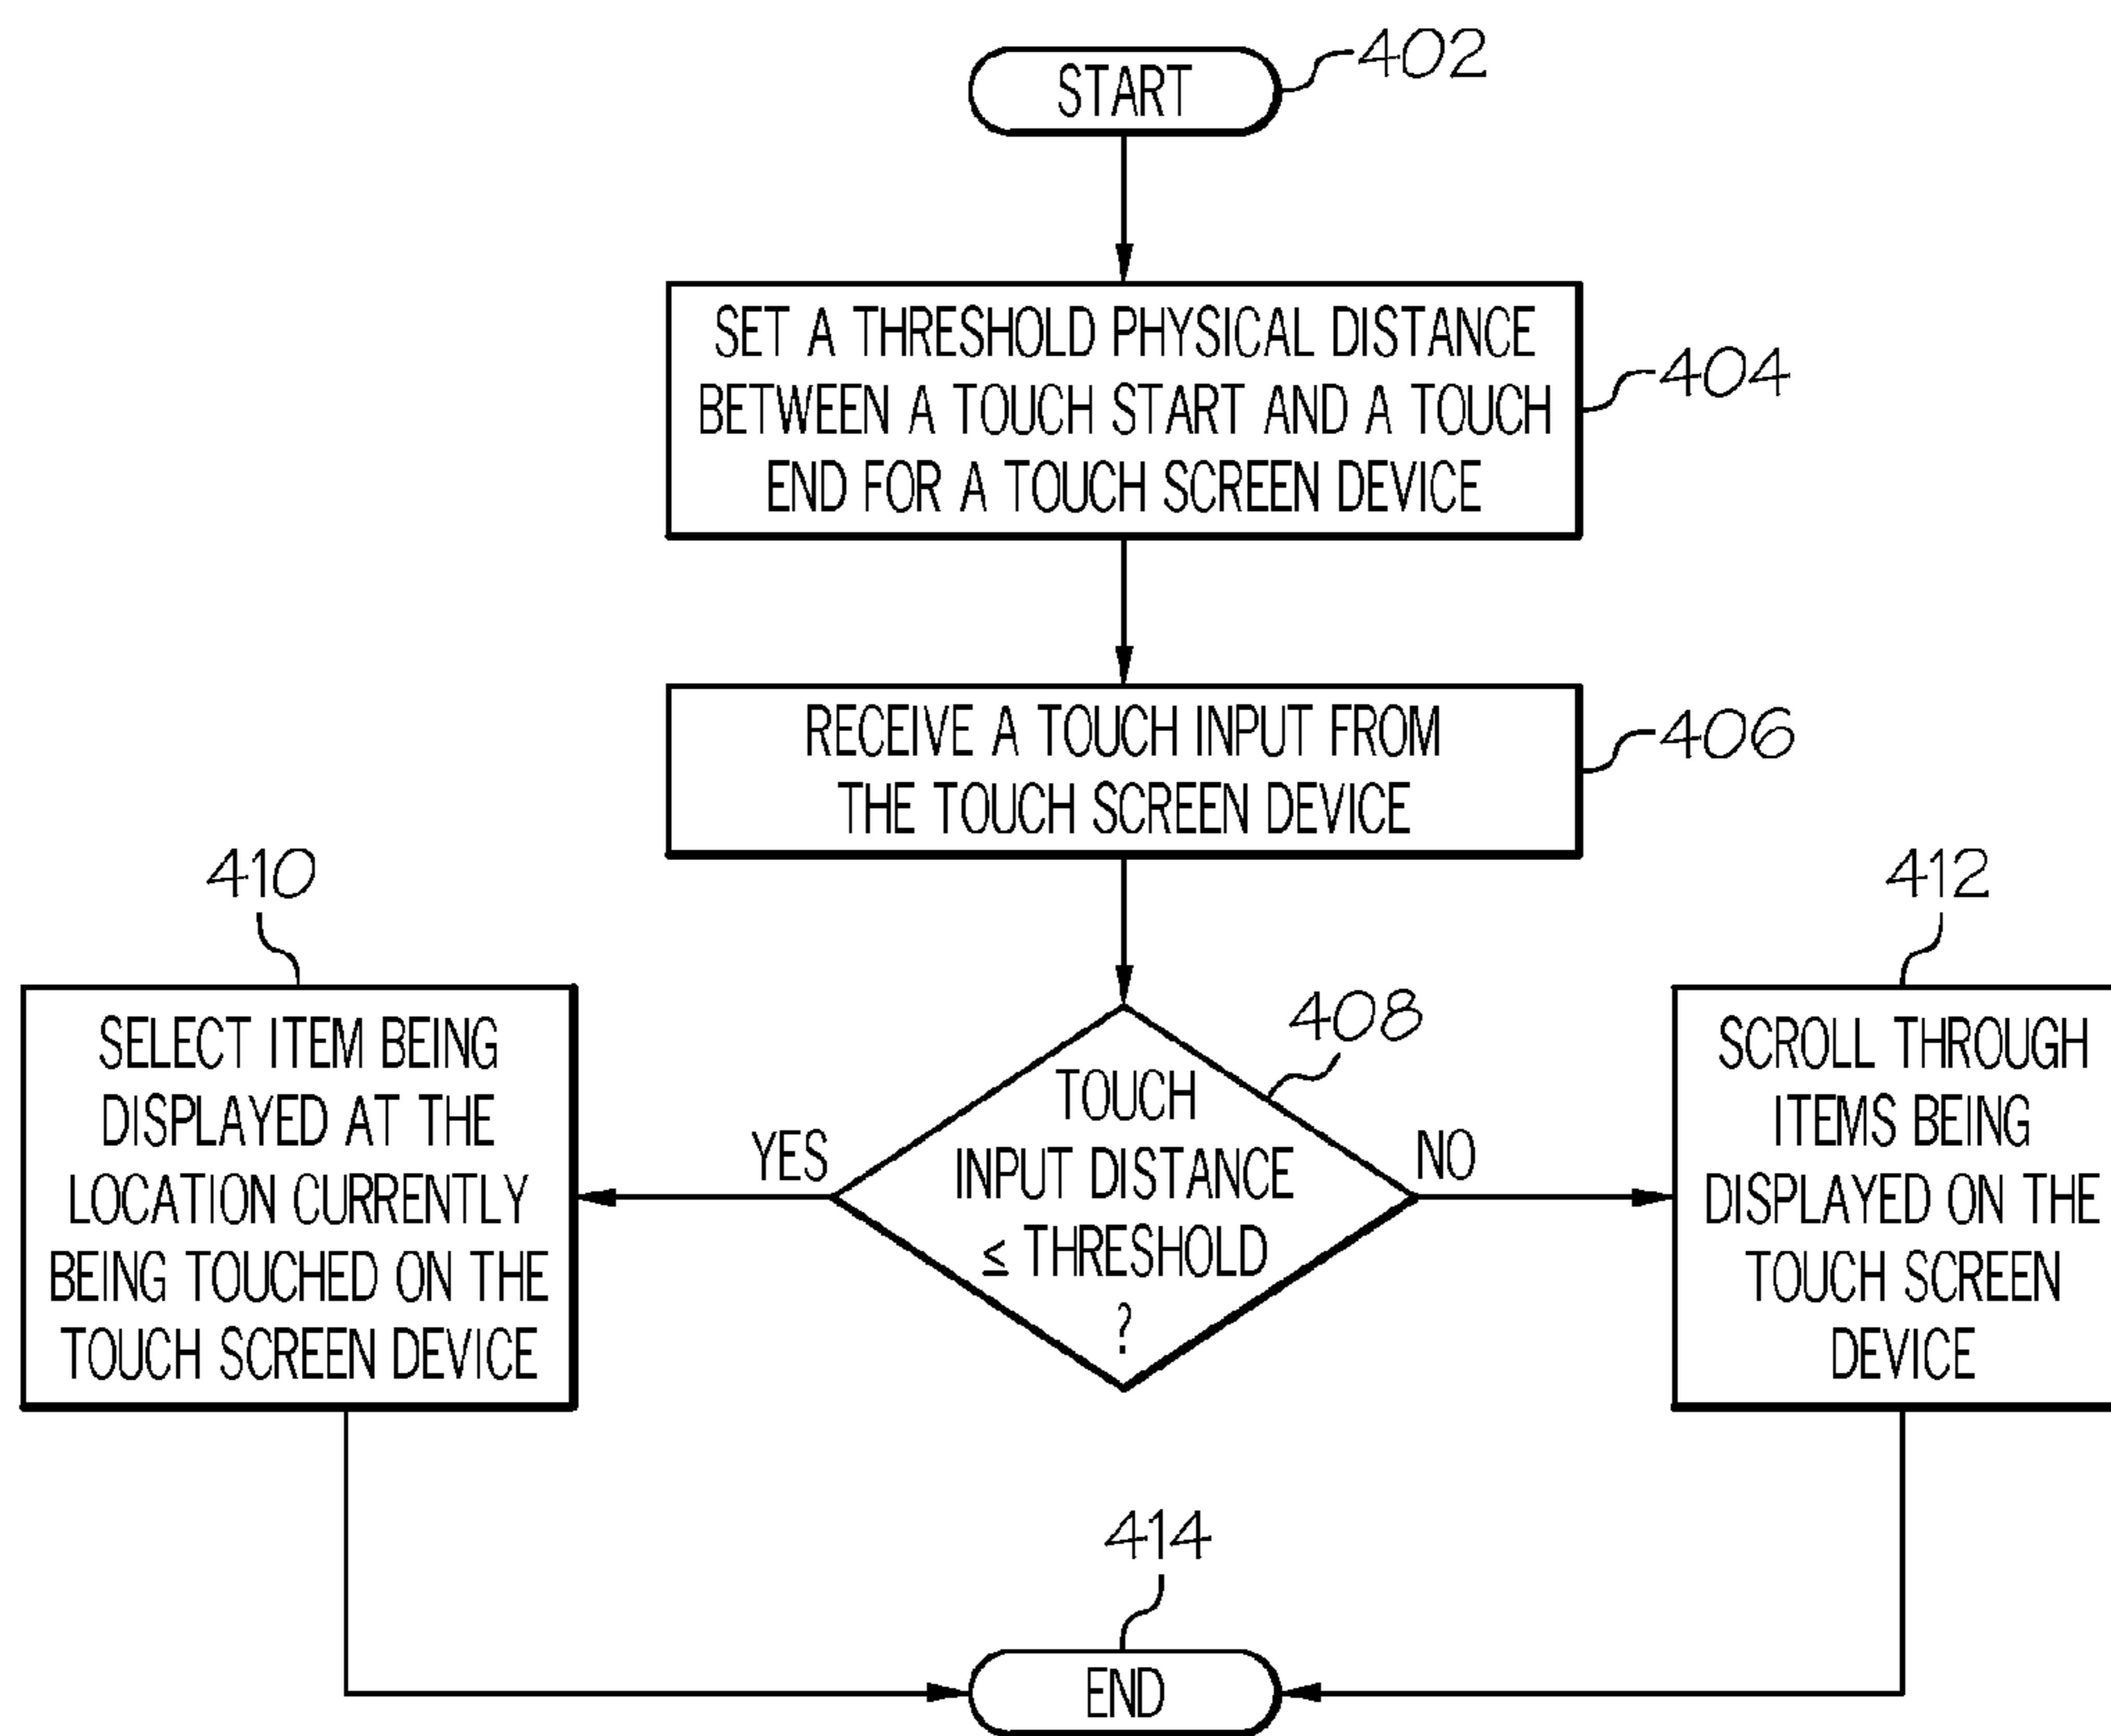 START
402
SET A THRESHOLD PHYSICAL DISTANCE
BETWEEN A TOUCH START AND A TOUCH
END FOR A TOUCH SCREEN DEVICE
404
RECEIVE A TOUCH INPUT FROM
THE TOUCH SCREEN DEVICE
406
408
TOUCH
INPUT DISTANCE
≤ THRESHOLD
?
YES
NO
410
SELECT ITEM BEING
DISPLAYED AT THE
LOCATION CURRENTLY
BEING TOUCHED ON THE
TOUCH SCREEN DEVICE
412
SCROLL THROUGH
ITEMS BEING
DISPLAYED ON THE
TOUCH SCREEN
DEVICE
414
END